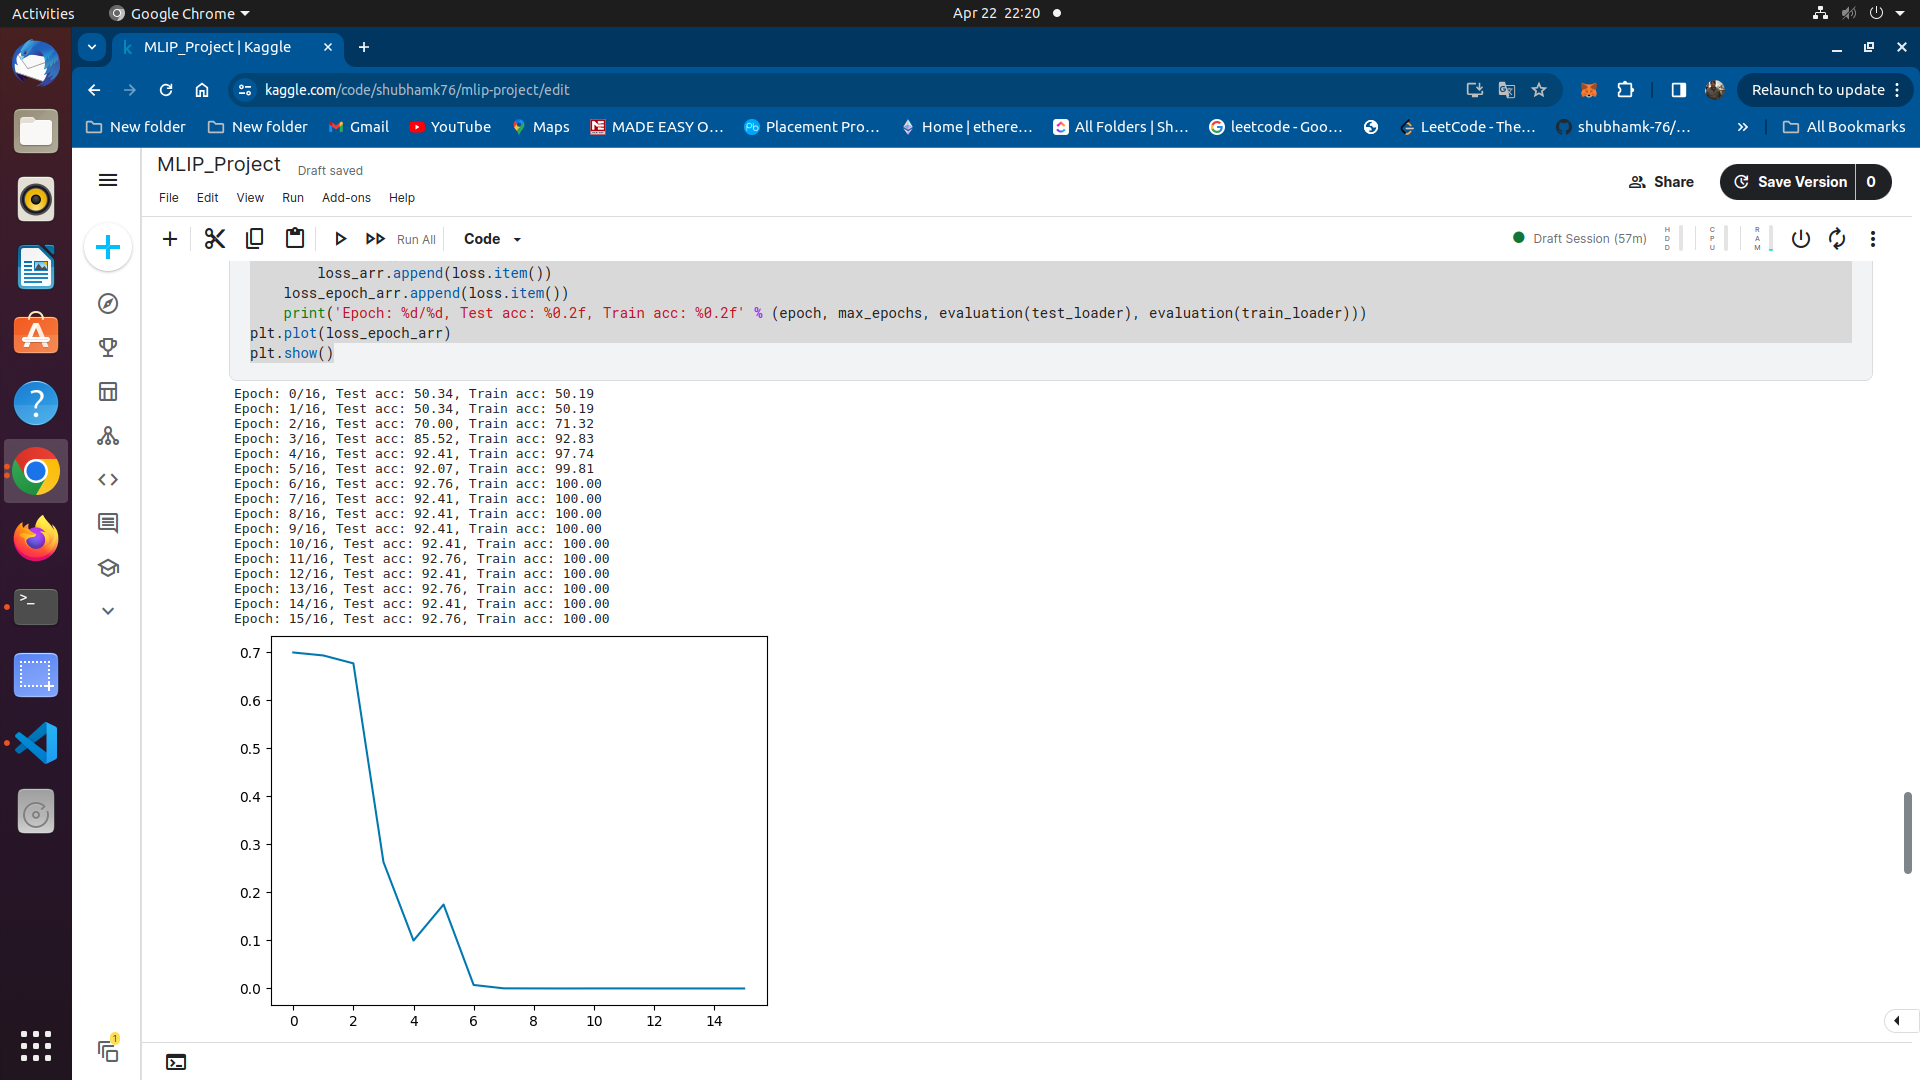 Activities
Google Chrome
Apr 22 22:20
MLIP_Project | Kaggle
kaggle.com/code/shubhamk76/mlip-project/edit
Relaunch to update
New folder
New folder
Gmail
YouTube
Maps
MADE EASY O...
Placement Pro...
Home | ethere...
All Folders | Sh...
leetcode - Goo...
LeetCode - The...
shubhamk-76/...
All Bookmarks
MLIP_Project
Draft saved
File
Edit
View
Run
Add-ons
Help
Share
Save Version
0
Run All
Code
Draft Session (57m)
HDD
CPU
RAM
loss_arr.append(loss.item())
loss_epoch_arr.append(loss.item())
print('Epoch: %d/%d, Test acc: %0.2f, Train acc: %0.2f' % (epoch, max_epochs, evaluation(test_loader), evaluation(train_loader)))
plt.plot(loss_epoch_arr)
plt.show()
Epoch: 0/16, Test acc: 50.34, Train acc: 50.19
Epoch: 1/16, Test acc: 50.34, Train acc: 50.19
Epoch: 2/16, Test acc: 70.00, Train acc: 71.32
Epoch: 3/16, Test acc: 85.52, Train acc: 92.83
Epoch: 4/16, Test acc: 92.41, Train acc: 97.74
Epoch: 5/16, Test acc: 92.07, Train acc: 99.81
Epoch: 6/16, Test acc: 92.76, Train acc: 100.00
Epoch: 7/16, Test acc: 92.41, Train acc: 100.00
Epoch: 8/16, Test acc: 92.41, Train acc: 100.00
Epoch: 9/16, Test acc: 92.41, Train acc: 100.00
Epoch: 10/16, Test acc: 92.41, Train acc: 100.00
Epoch: 11/16, Test acc: 92.76, Train acc: 100.00
Epoch: 12/16, Test acc: 92.41, Train acc: 100.00
Epoch: 13/16, Test acc: 92.76, Train acc: 100.00
Epoch: 14/16, Test acc: 92.41, Train acc: 100.00
Epoch: 15/16, Test acc: 92.76, Train acc: 100.00
0.7
0.6
0.5
0.4
0.3
0.2
0.1
0.0
0 2 4 6 8 10 12 14
1